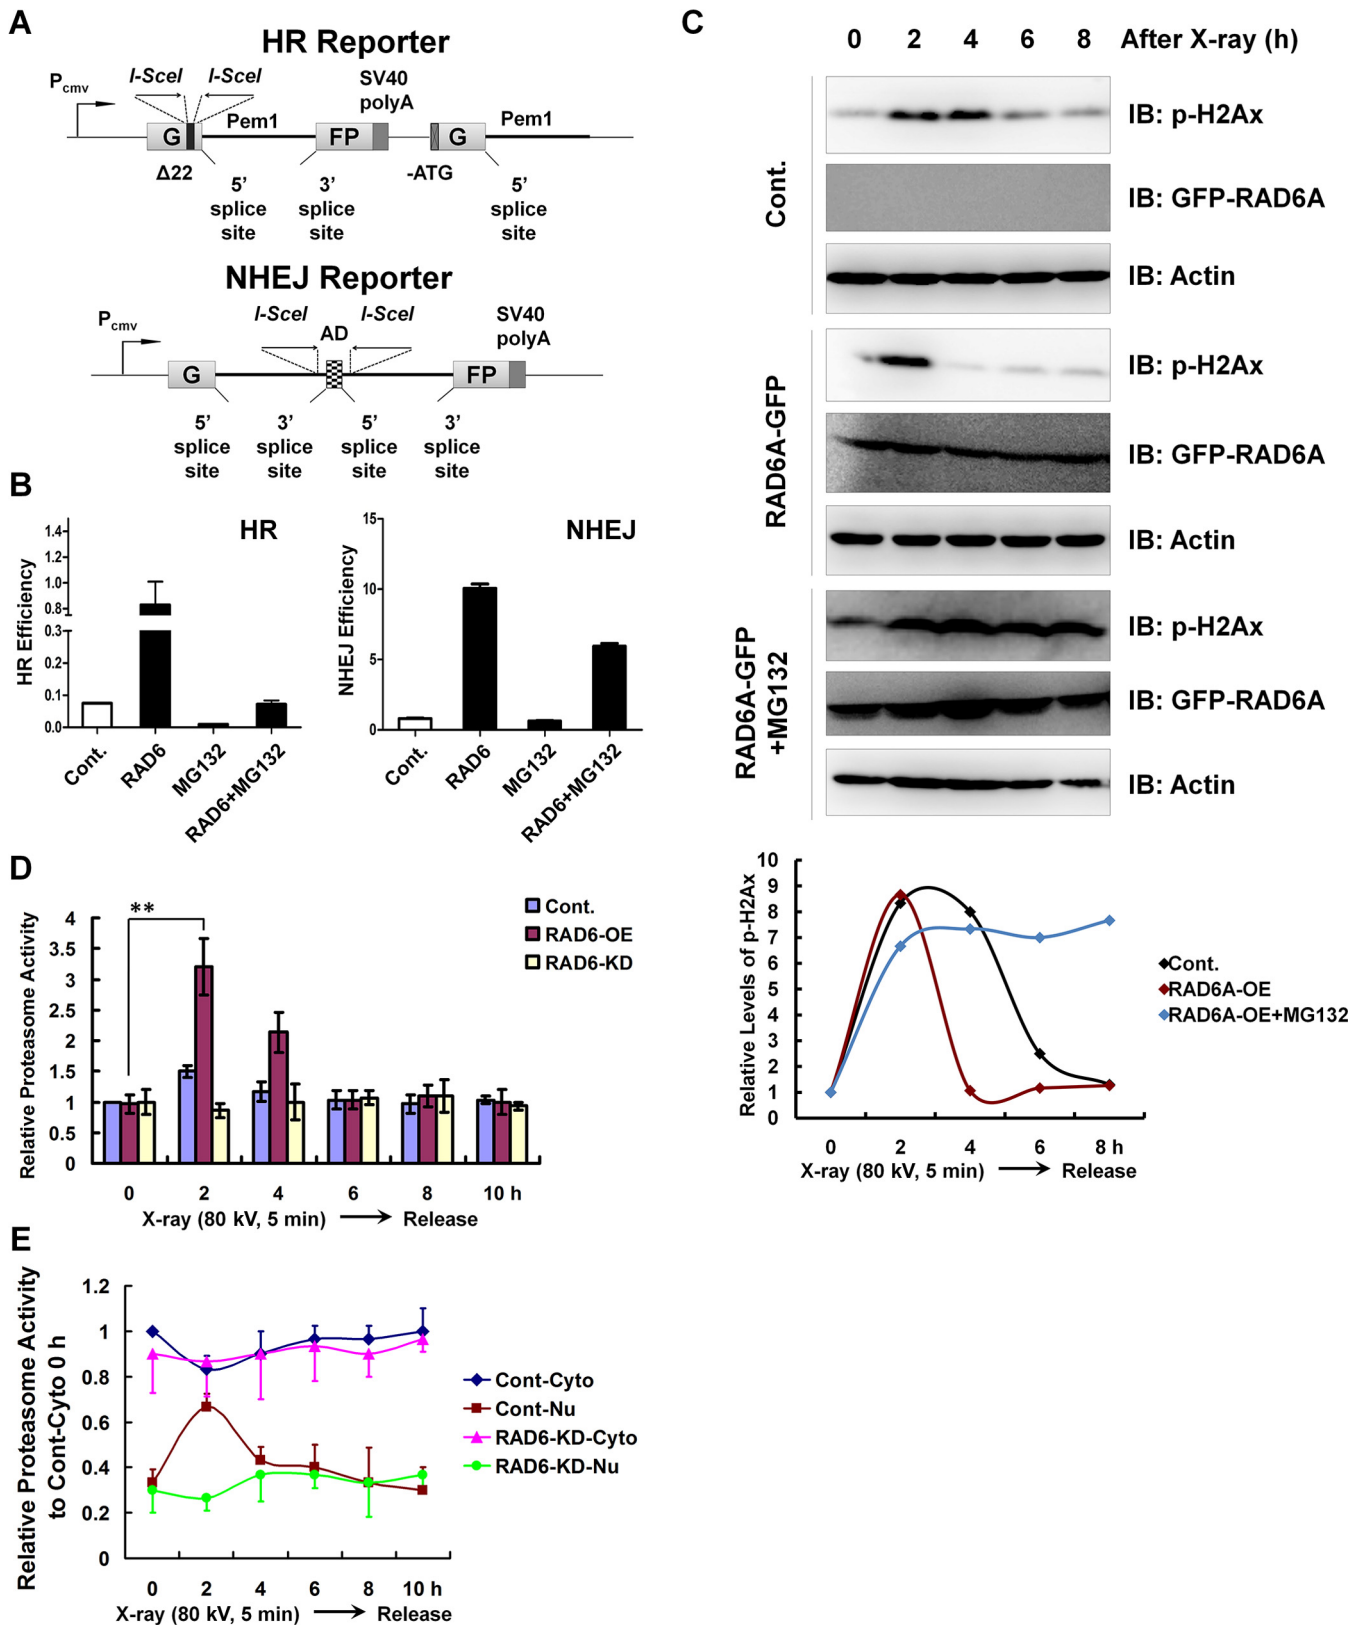 A
HR Reporter
Pcmv
I-SceI
I-SceI
SV40
polyA
G
Pem1
FP
G
Pem1
Δ22
-ATG
5'
splice
site
3'
splice
site
5'
splice
site
NHEJ Reporter
Pcmv
I-SceI
AD
I-SceI
SV40
polyA
G
FP
5'
splice
site
3'
splice
site
5'
splice
site
3'
splice
site
B
HR
HR Efficiency
1.4
1.2
1.0
0.8
0.3
0.2
0.1
0.0
Cont.
RAD6
MG132
RAD6+MG132
NHEJ
NHEJ Efficiency
15
10
5
0
Cont.
RAD6
MG132
RAD6+MG132
C
0 2 4 6 8 After X-ray (h)
Cont.
IB: p-H2Ax
IB: GFP-RAD6A
IB: Actin
RAD6A-GFP
IB: p-H2Ax
IB: GFP-RAD6A
IB: Actin
RAD6A-GFP
+MG132
IB: p-H2Ax
IB: GFP-RAD6A
IB: Actin
Relative Levels of p-H2Ax
10
9
8
7
6
5
4
3
2
1
0
0 2 4 6 8 h
X-ray (80 kV, 5 min) Release
Cont.
RAD6A-OE
RAD6A-OE+MG132
D
Relative Proteasome Activity
4
3.5
3
2.5
2
1.5
1
0.5
0
**
Cont.
RAD6-OE
RAD6-KD
0 2 4 6 8 10 h
X-ray (80 kV, 5 min) Release
E
Relative Proteasome Activity
to Cont-Cyto 0 h
1.2
1
0.8
0.6
0.4
0.2
0
Cont-Cyto
Cont-Nu
RAD6-KD-Cyto
RAD6-KD-Nu
0 2 4 6 8 10 h
X-ray (80 kV, 5 min) Release